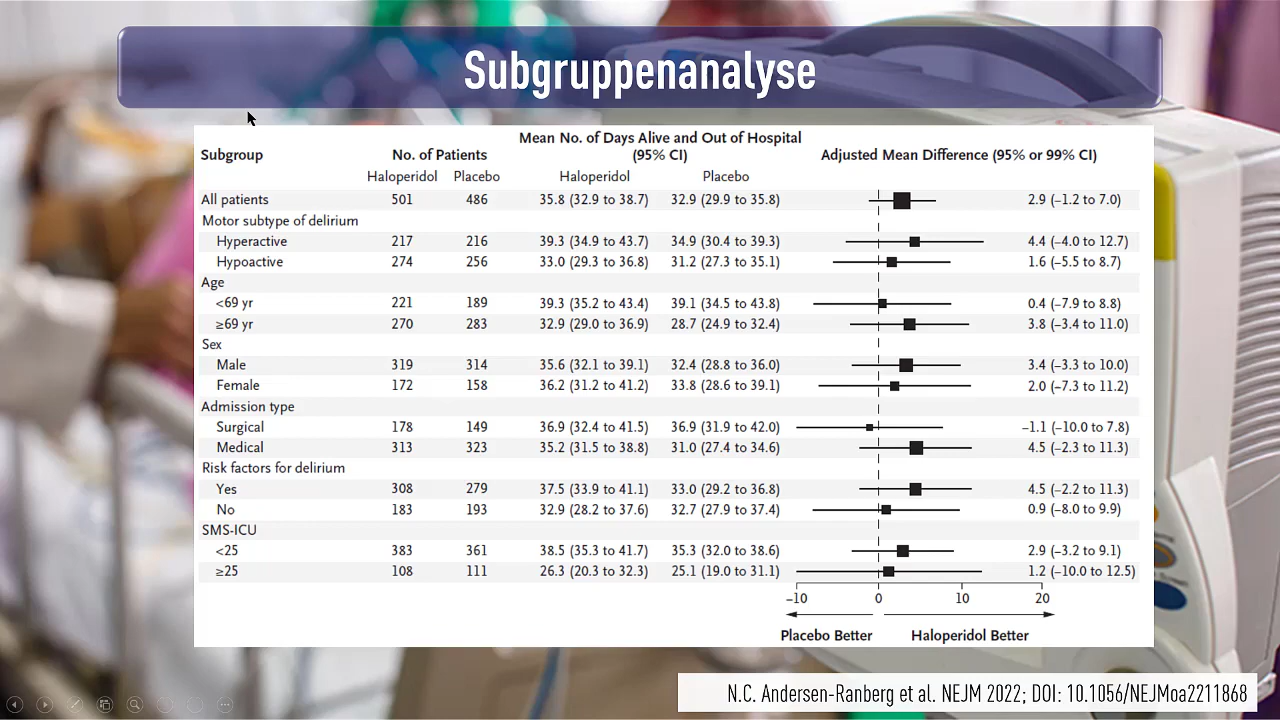 Subgruppenanalyse
Mean No. of Days Alive and Out of Hospital
Subgroup No. of Patients (95% CI) Adjusted Mean Difference (95% or 99% CI)
Haloperidol Placebo Haloperidol Placebo
All patients 501 486 35.8 (32.9 to 38.7) 32.9 (29.9 to 35.8) 2.9 (−1.2 to 7.0)
Motor subtype of delirium
Hyperactive 217 216 39.3 (34.9 to 43.7) 34.9 (30.4 to 39.3) 4.4 (−4.0 to 12.7)
Hypoactive 274 256 33.0 (29.3 to 36.8) 31.2 (27.3 to 35.1) 1.6 (−5.5 to 8.7)
Age
<69 yr 221 189 39.3 (35.2 to 43.4) 39.1 (34.5 to 43.8) 0.4 (−7.9 to 8.8)
≥69 yr 270 283 32.9 (29.0 to 36.9) 28.7 (24.9 to 32.4) 3.8 (−3.4 to 11.0)
Sex
Male 319 314 35.6 (32.1 to 39.1) 32.4 (28.8 to 36.0) 3.4 (−3.3 to 10.0)
Female 172 158 36.2 (31.2 to 41.2) 33.8 (28.6 to 39.1) 2.0 (−7.3 to 11.2)
Admission type
Surgical 178 149 36.9 (32.4 to 41.5) 36.9 (31.9 to 42.0) −1.1 (−10.0 to 7.8)
Medical 313 323 35.2 (31.5 to 38.8) 31.0 (27.4 to 34.6) 4.5 (−2.3 to 11.3)
Risk factors for delirium
Yes 308 279 37.5 (33.9 to 41.1) 33.0 (29.2 to 36.8) 4.5 (−2.2 to 11.3)
No 183 193 32.9 (28.2 to 37.6) 32.7 (27.9 to 37.4) 0.9 (−8.0 to 9.9)
SMS-ICU
<25 383 361 38.5 (35.3 to 41.7) 35.3 (32.0 to 38.6) 2.9 (−3.2 to 9.1)
≥25 108 111 26.3 (20.3 to 32.3) 25.1 (19.0 to 31.1) 1.2 (−10.0 to 12.5)
−10 0 10 20
Placebo Better Haloperidol Better
N.C. Andersen-Ranberg et al. NEJM 2022; DOI: 10.1056/NEJMoa2211868